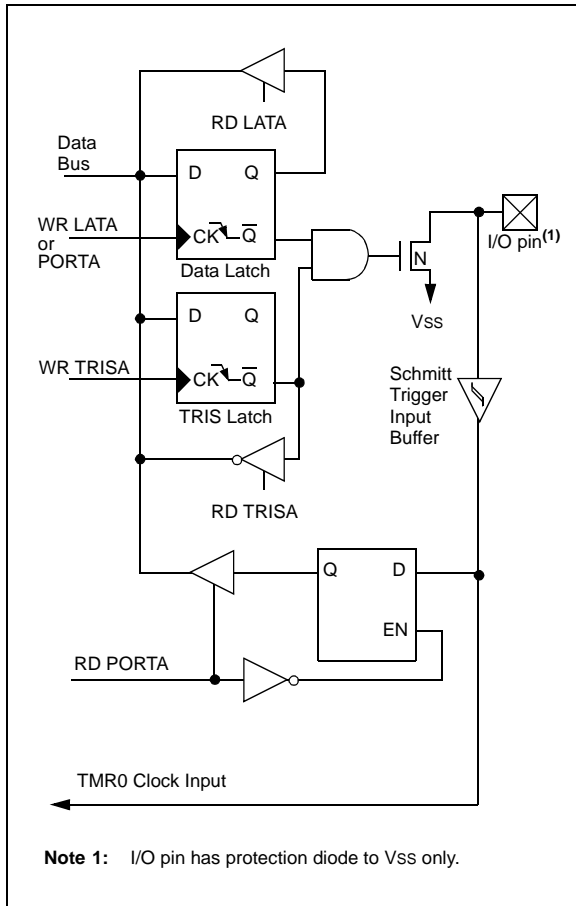 RD LATA
Data
Bus
D Q
WR LATA
or
PORTA
CK Q̅
Data Latch
I/O pin(1)
N
VSS
D Q
WR TRISA
CK Q̅
TRIS Latch
Schmitt
Trigger
Input
Buffer
RD TRISA
Q D
EN
RD PORTA
TMR0 Clock Input
Note 1: I/O pin has protection diode to VSS only.